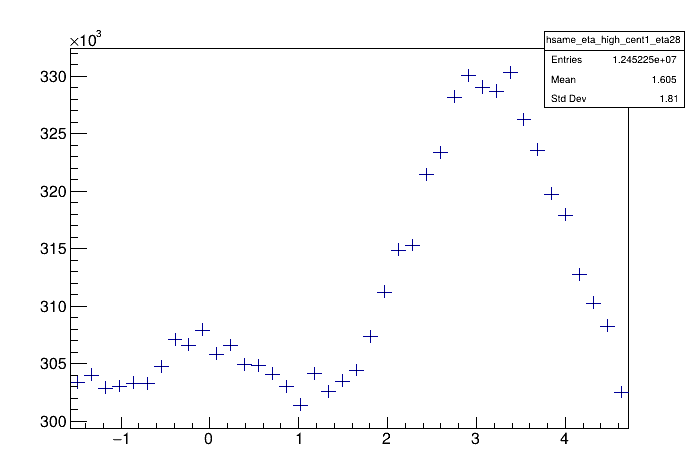 ×10³
hsame_eta_high_cent1_eta28
Entries 1.245225e+07
Mean 1.605
Std Dev 1.81
330
325
320
315
310
305
300
−1 0 1 2 3 4